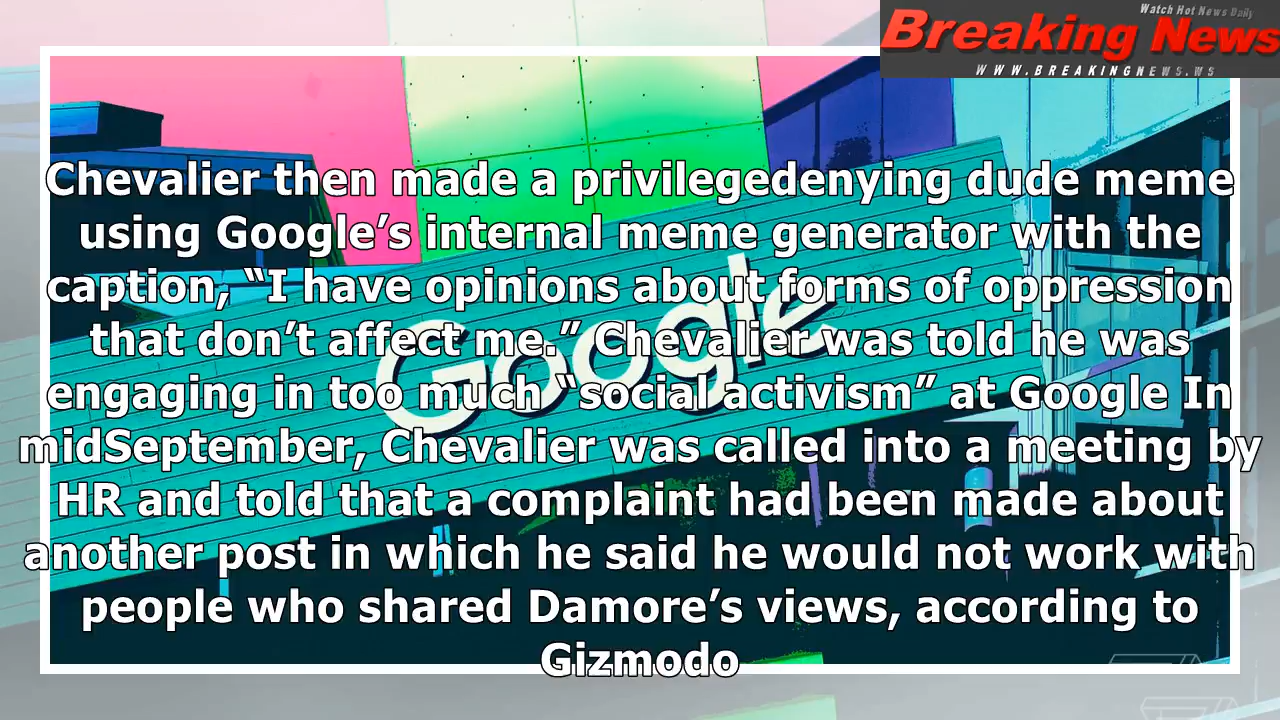 Watch Hot News Daily
Breaking News
WWW.BREAKINGNEWS.WS
Chevalier then made a privilegedenying dude meme
using Google’s internal meme generator with the
caption, “I have opinions about forms of oppression
that don’t affect me.” Chevalier was told he was
engaging in too much “social activism” at Google In
midSeptember, Chevalier was called into a meeting by
HR and told that a complaint had been made about
another post in which he said he would not work with
people who shared Damore’s views, according to
Gizmodo
Google